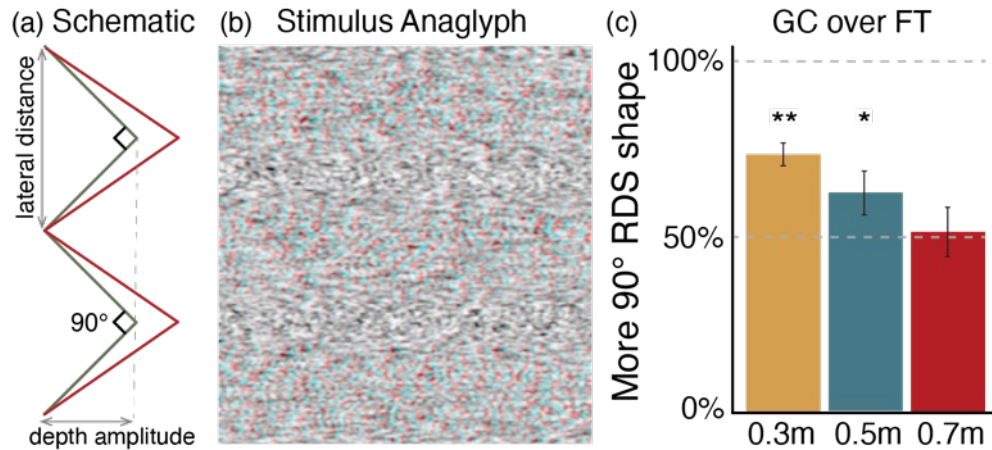 (a) Schematic
lateral distance
90°
depth amplitude
(b) Stimulus Anaglyph
(c) GC over FT
More 90° RDS shape
100%
50%
0%
**
*
0.3m 0.5m 0.7m